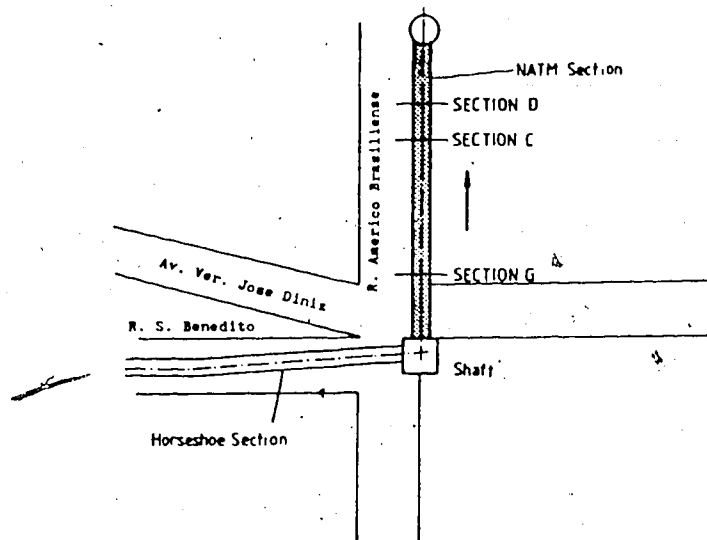 NATM Section
SECTION D
SECTION C
R. Americo Brasiliense
SECTION G
Av. Ver. Jose Diniz
R. S. Benedito
Shaft
Horseshoe Section